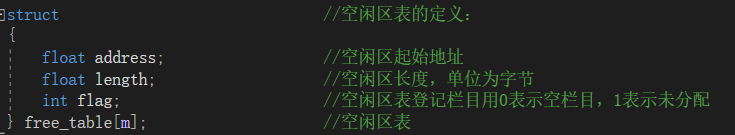 struct //空闲区表的定义:
{
float address; //空闲区起始地址
float length; //空闲区长度，单位为字节
int flag; //空闲区表登记栏目用0表示空栏目，1表示未分配
} free_table[m]; //空闲区表